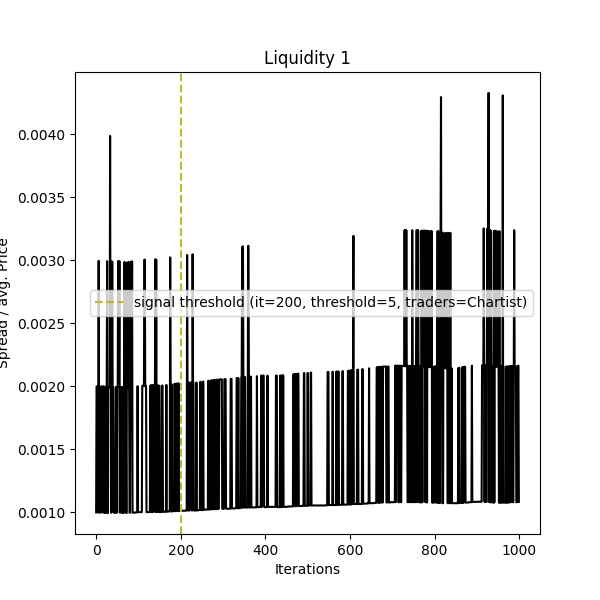 Liquidity 1
Spread / avg. Price
0.0040
0.0035
0.0030
0.0025
0.0020
0.0015
0.0010
signal threshold (it=200, threshold=5, traders=Chartist)
0 200 400 600 800 1000
Iterations